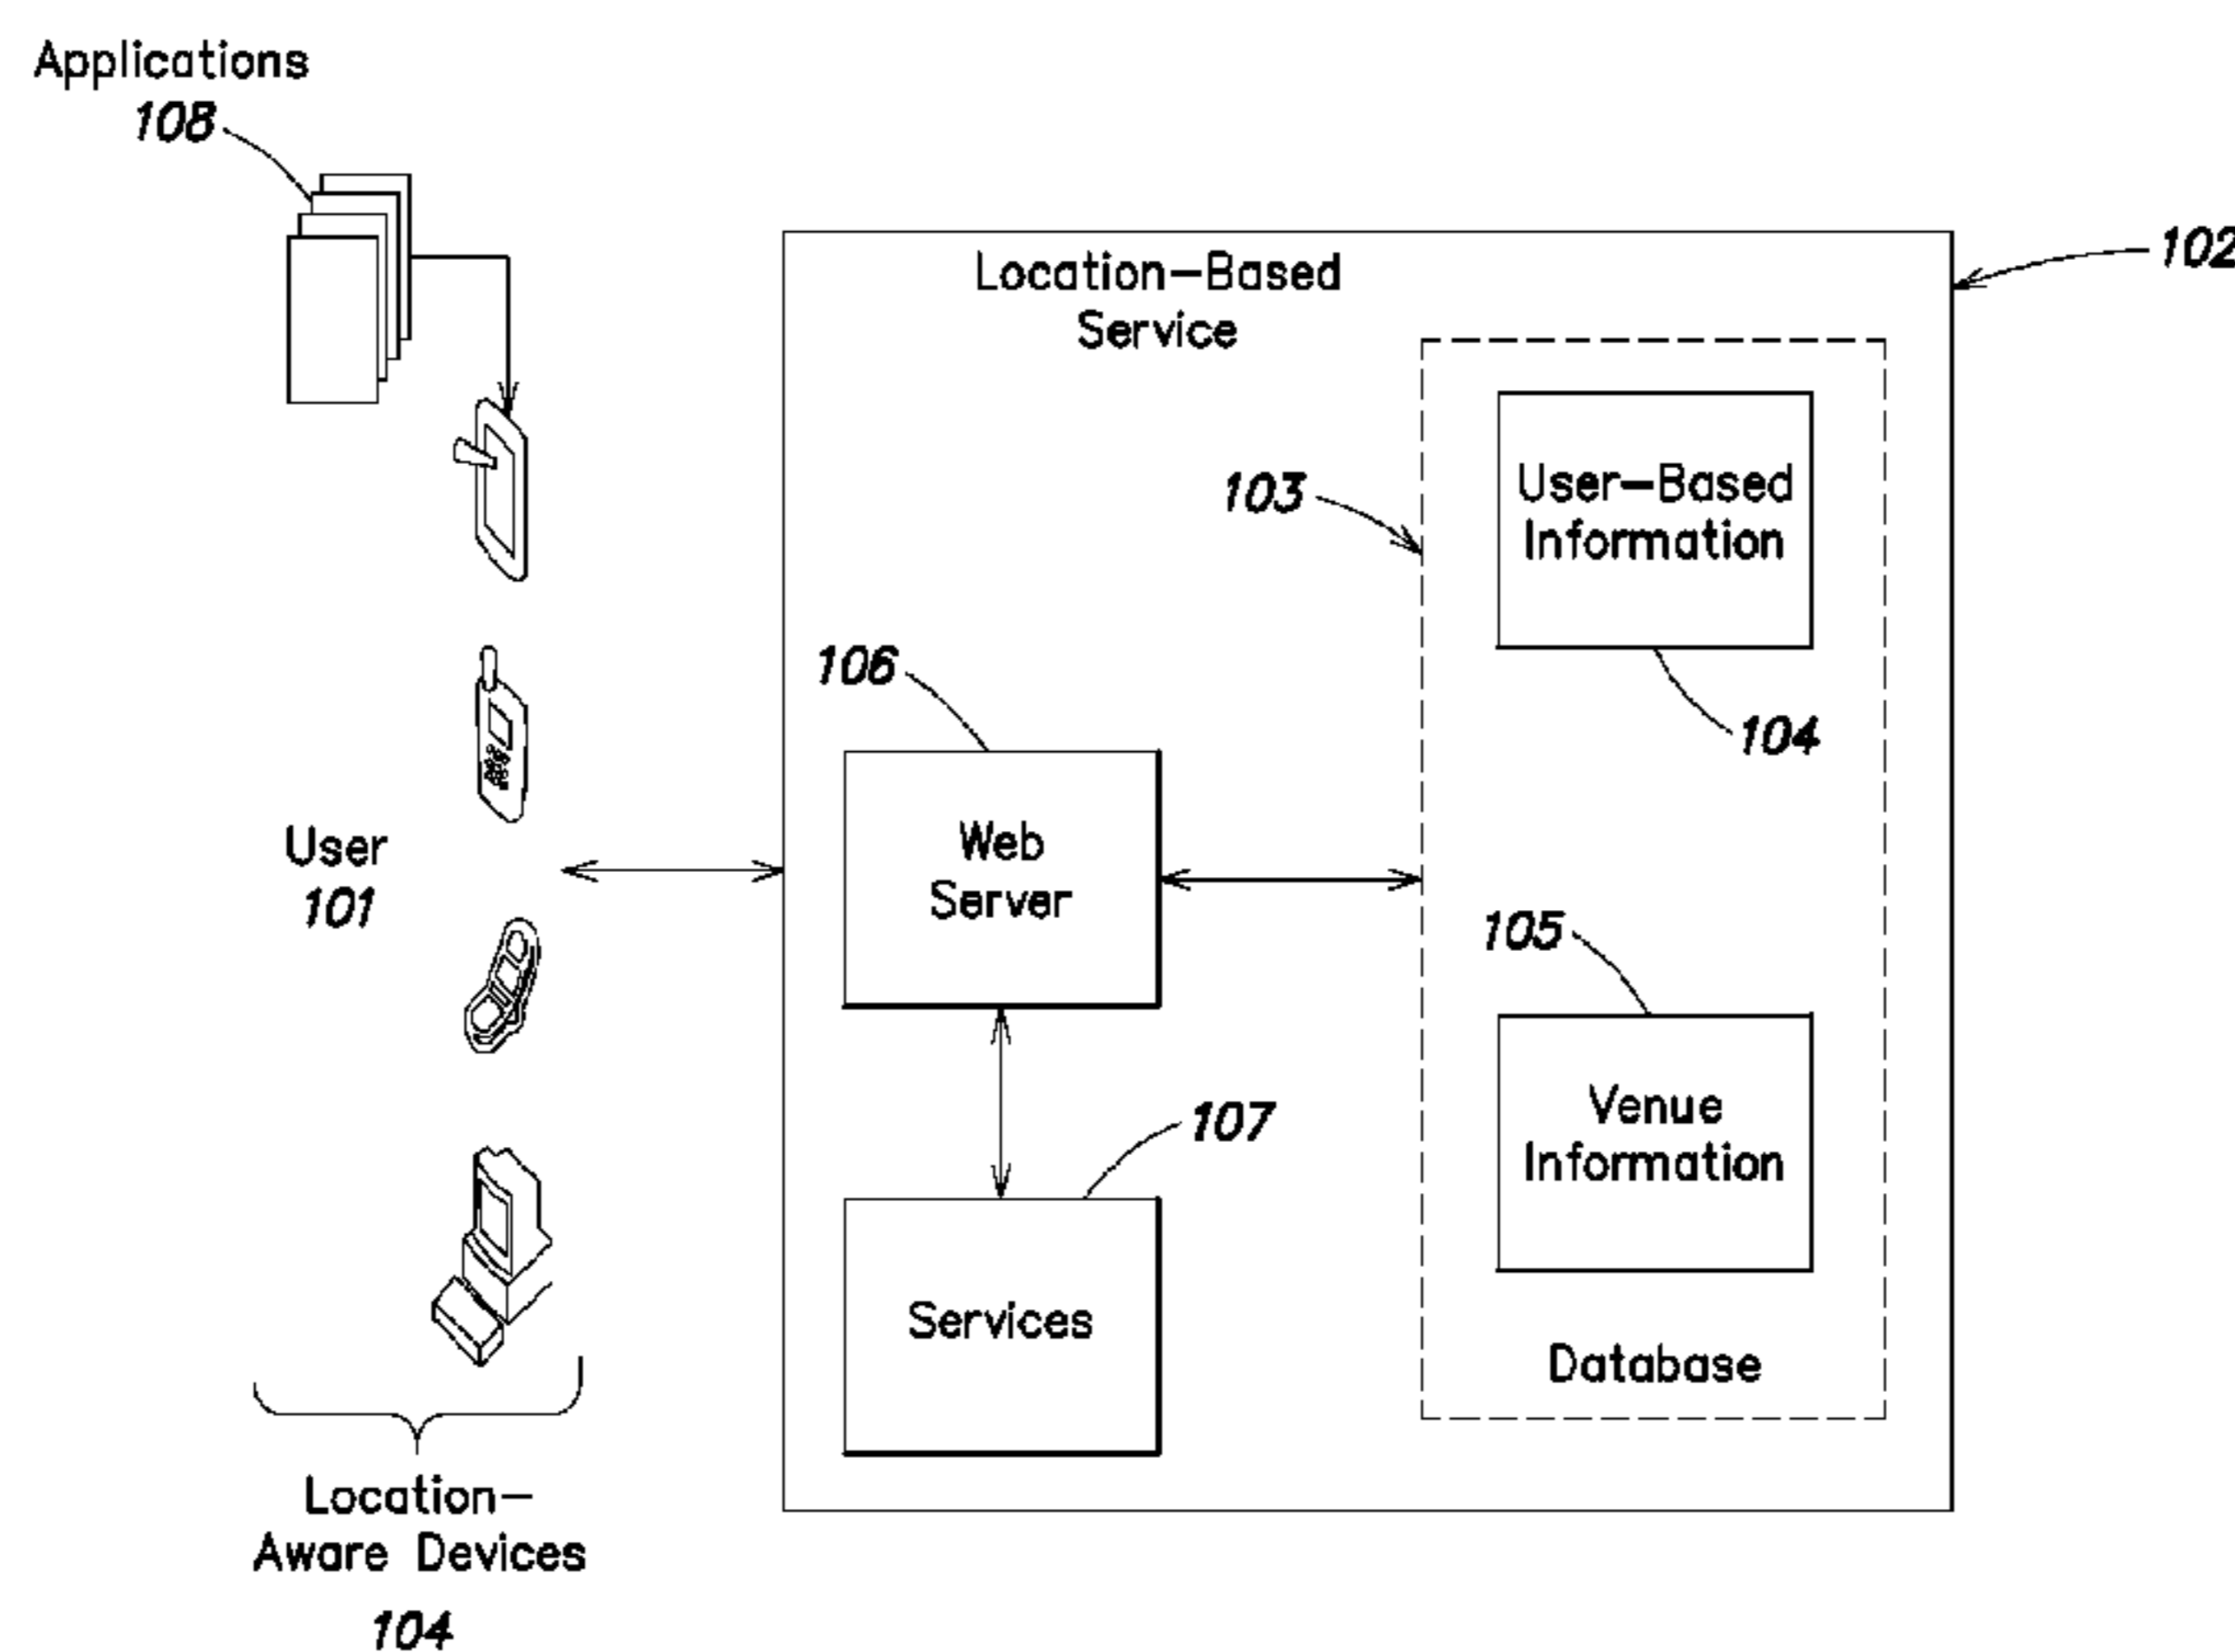 Applications
108
102
Location-Based
Service
User-Based
Information
103
104
106
Web
Server
User
101
105
Venue
Information
107
Services
Database
Location-
Aware Devices
104